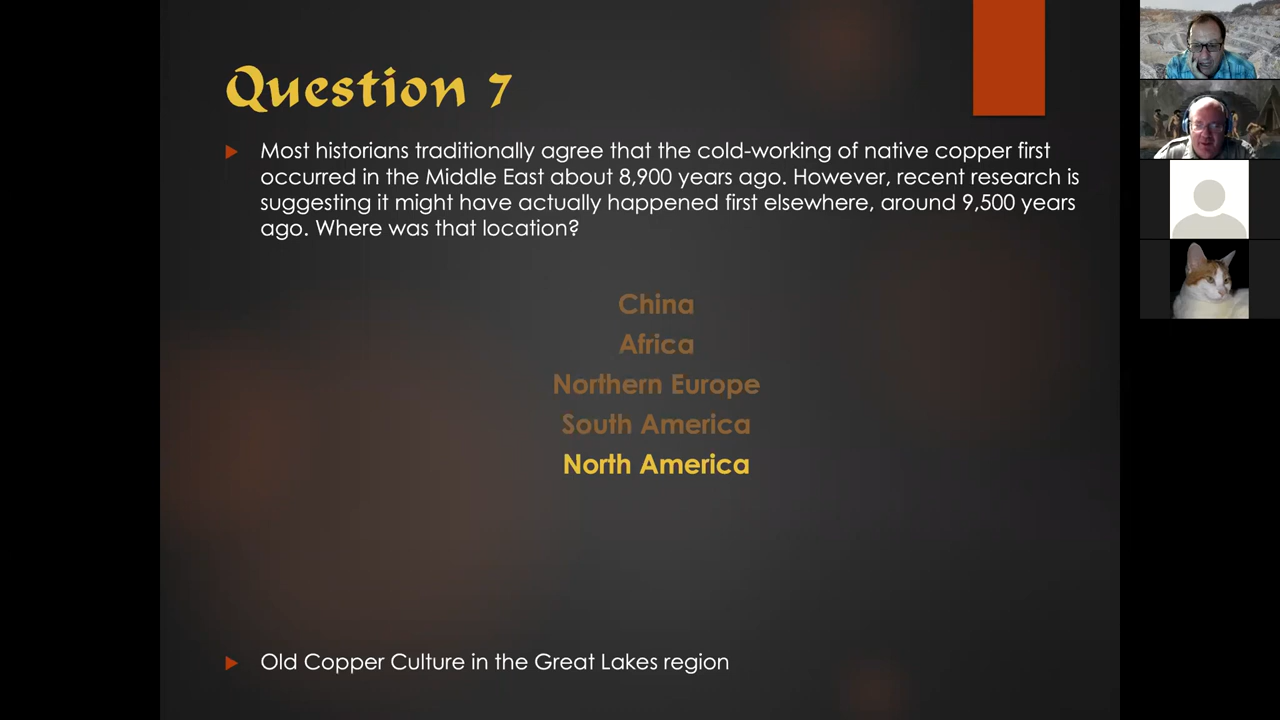 Question 7
Most historians traditionally agree that the cold-working of native copper first
occurred in the Middle East about 8,900 years ago. However, recent research is
suggesting it might have actually happened first elsewhere, around 9,500 years
ago. Where was that location?
China
Africa
Northern Europe
South America
North America
Old Copper Culture in the Great Lakes region